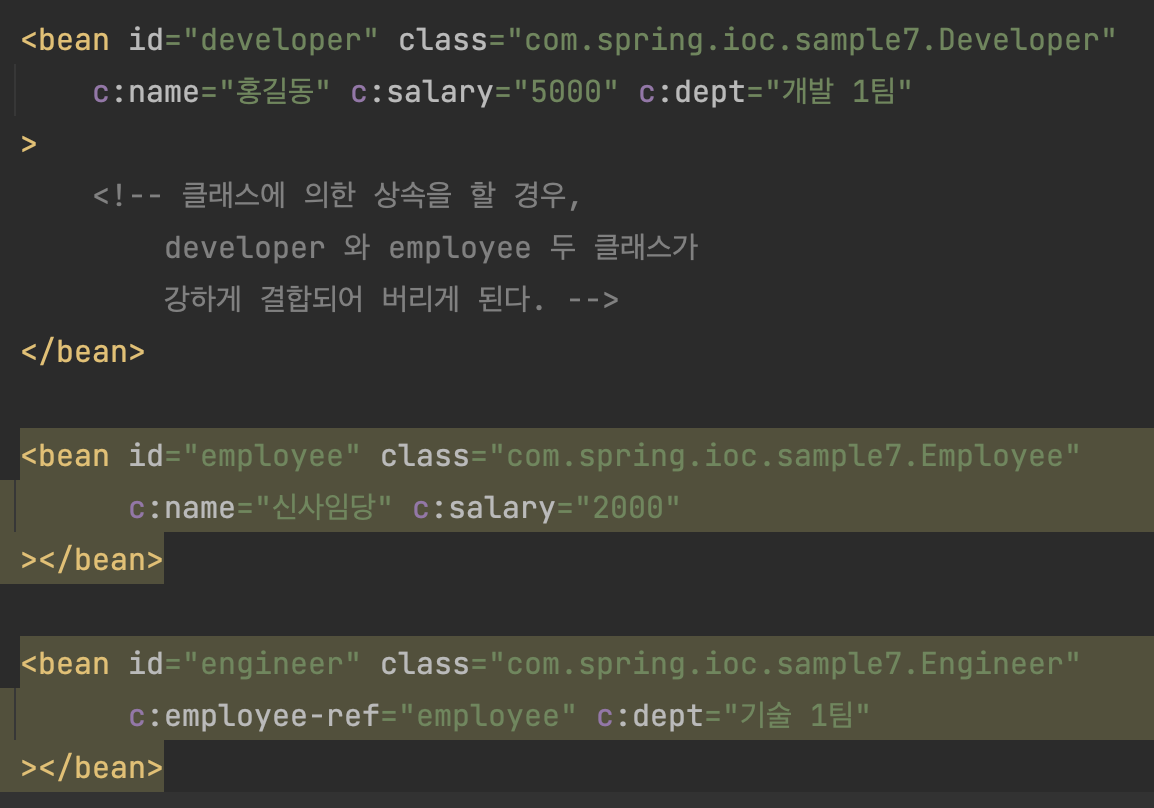 <bean id="developer" class="com.spring.ioc.sample7.Developer"
c:name="홍길동" c:salary="5000" c:dept="개발 1팀"
>
<!-- 클래스에 의한 상속을 할 경우,
developer 와 employee 두 클래스가
강하게 결합되어 버리게 된다. -->
</bean>
<bean id="employee" class="com.spring.ioc.sample7.Employee"
c:name="신사임당" c:salary="2000"
></bean>
<bean id="engineer" class="com.spring.ioc.sample7.Engineer"
c:employee-ref="employee" c:dept="기술 1팀"
></bean>